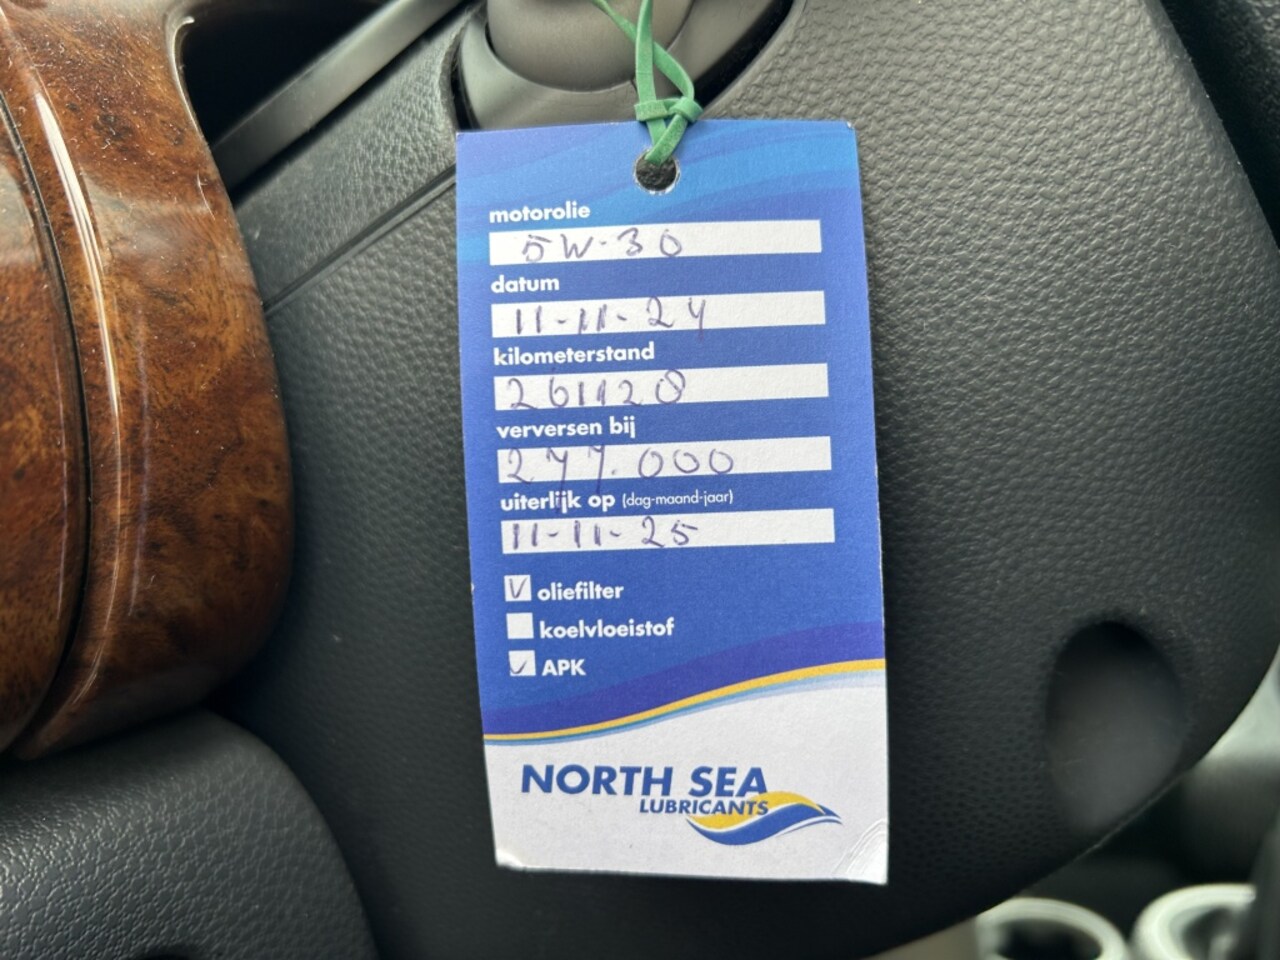 motorolie
5W-30
datum
11-11-24
kilometerstand
261128
verversen bij
277.000
uiterlijk op (dag-maand-jaar)
11-11-25
V oliefilter
koelvloeistof
✓ APK
NORTH SEA
LUBRICANTS